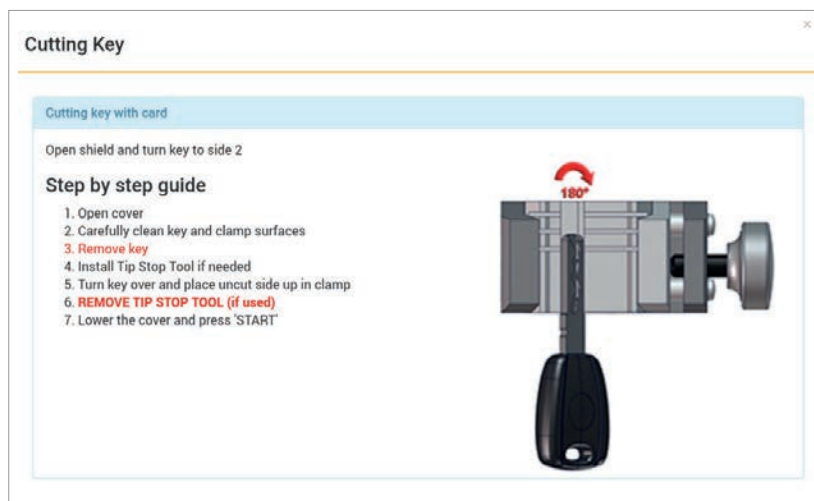 ×
Cutting Key
Cutting key with card
Open shield and turn key to side 2
Step by step guide
1. Open cover
2. Carefully clean key and clamp surfaces
3. Remove key
4. Install Tip Stop Tool if needed
5. Turn key over and place uncut side up in clamp
6. REMOVE TIP STOP TOOL (if used)
7. Lower the cover and press 'START'
180°